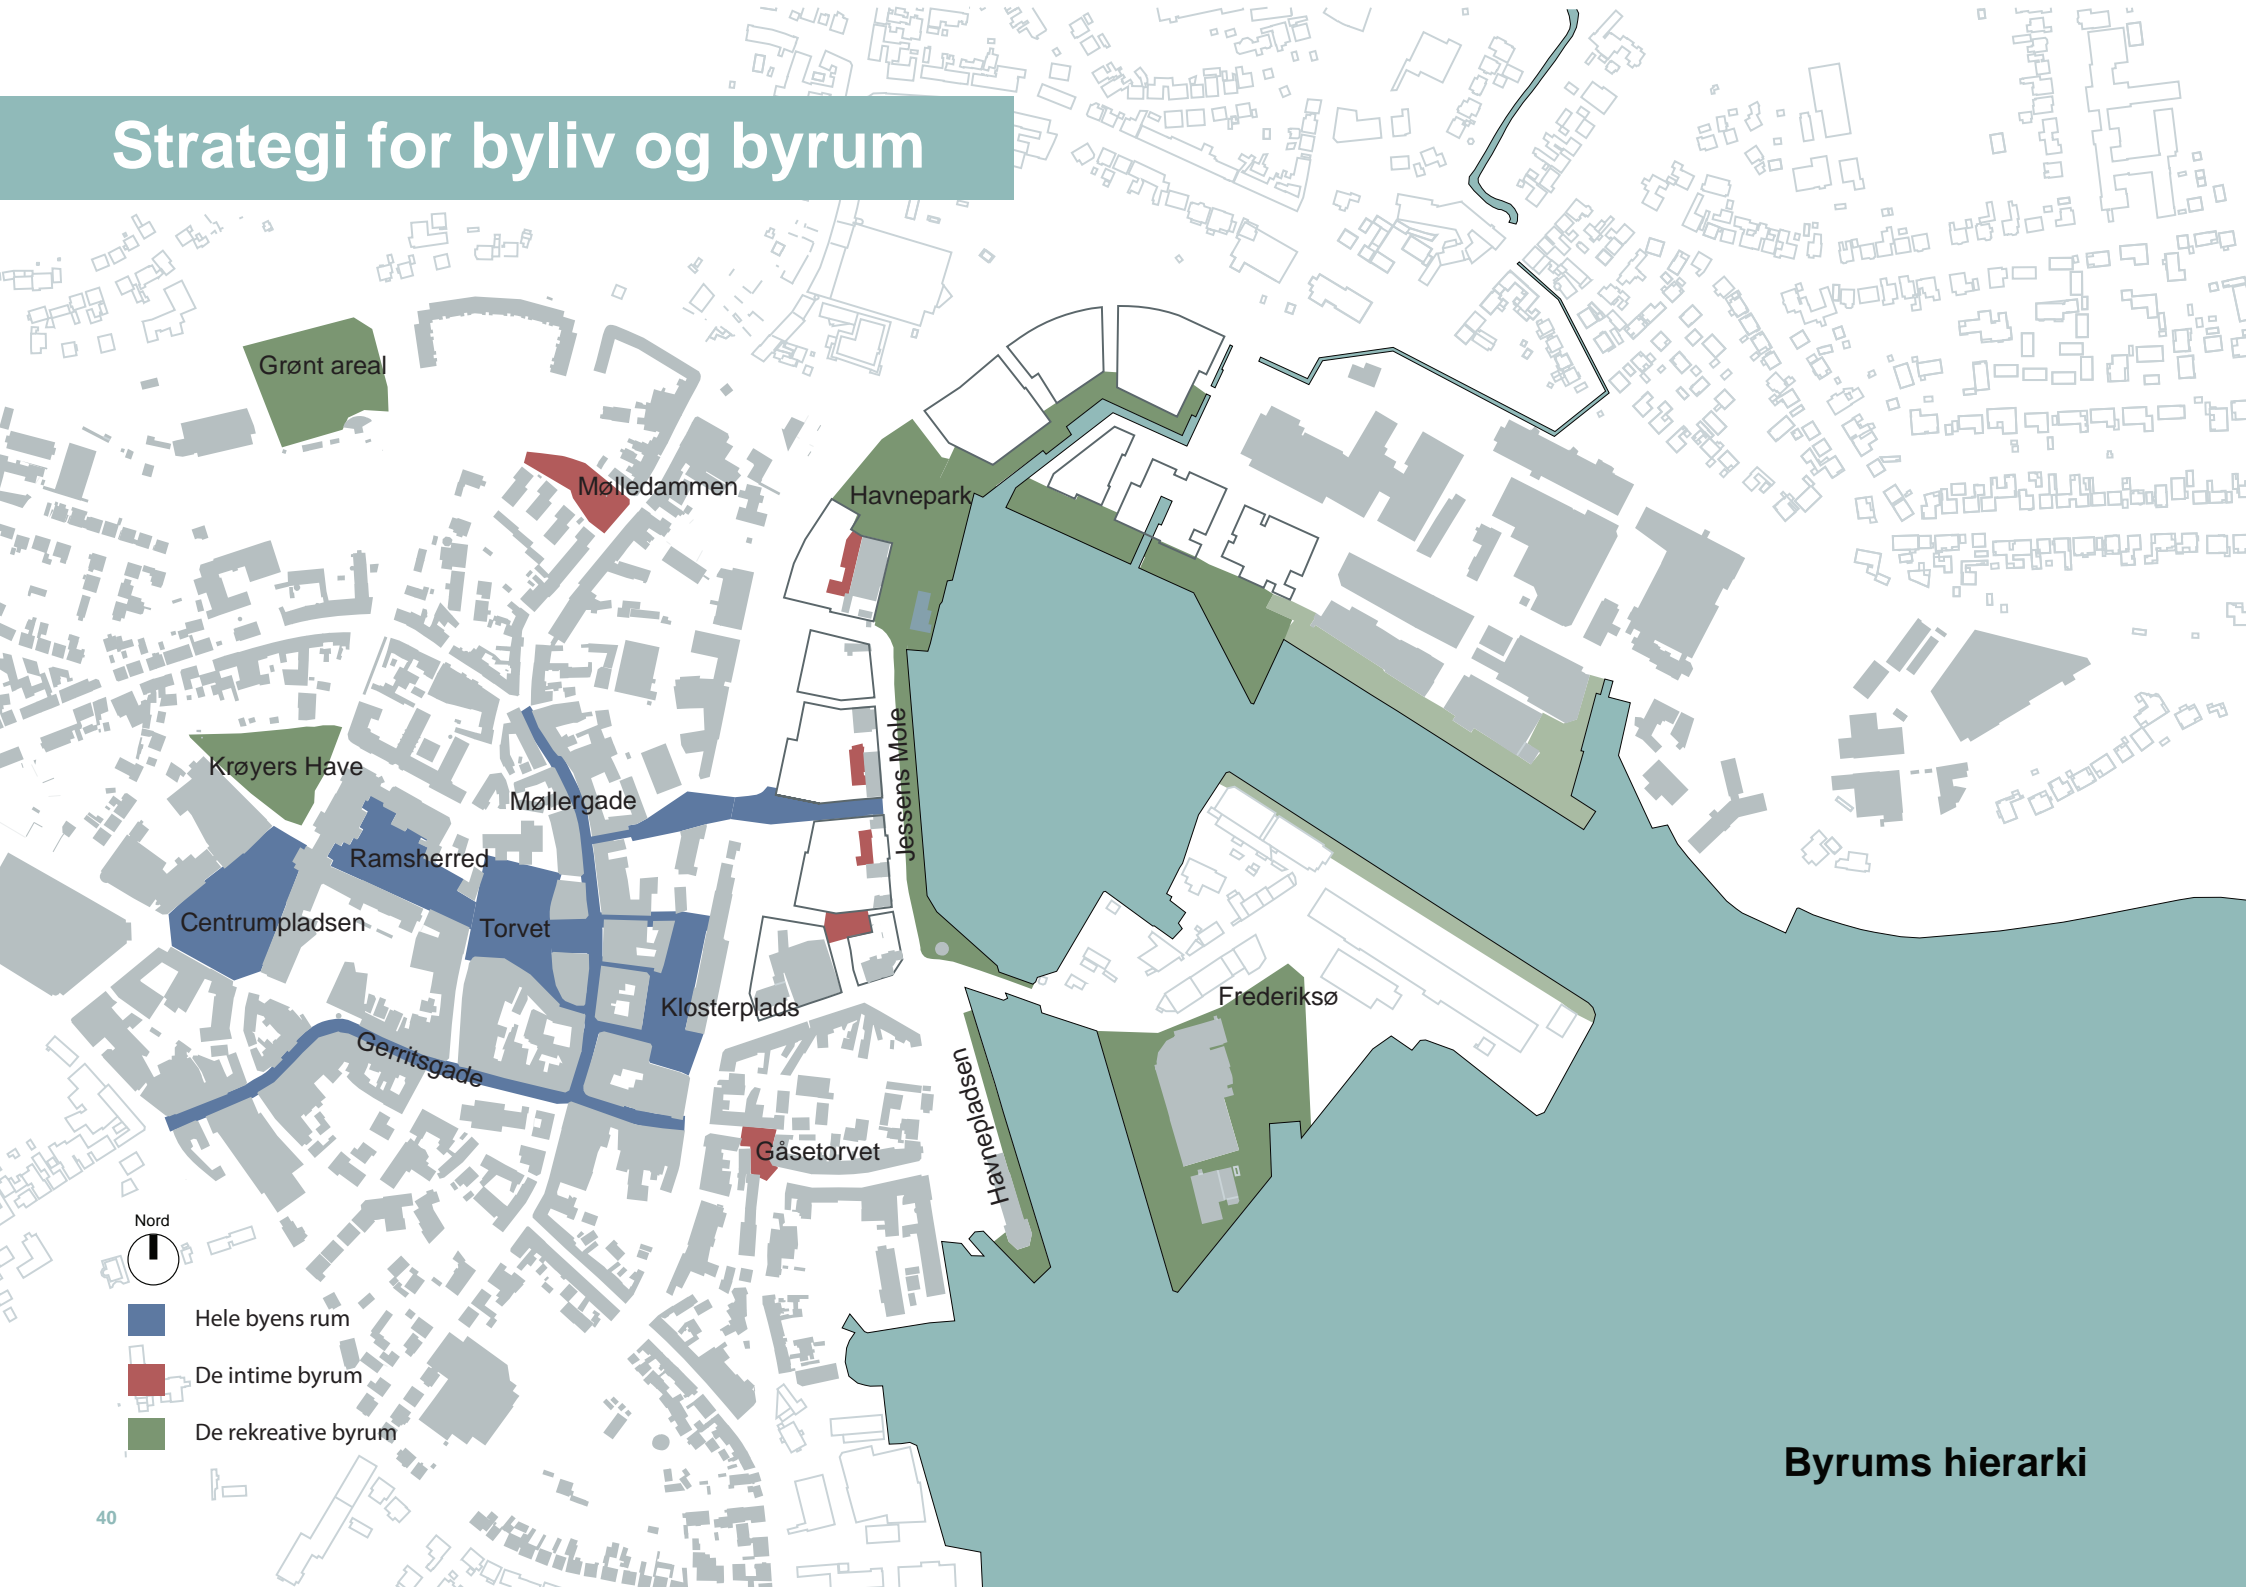 Strategi for byliv og byrum
Grønt areal
Mølledammen
Havnepark
Krøyers Have
Møllergade
Jessens Mole
Ramsherred
Centrumpladsen
Torvet
Klosterplads
Frederiksø
Gerritsgade
Havnepladsen
Gåsetorvet
Nord
Hele byens rum
De intime byrum
De rekreative byrum
Byrums hierarki
40